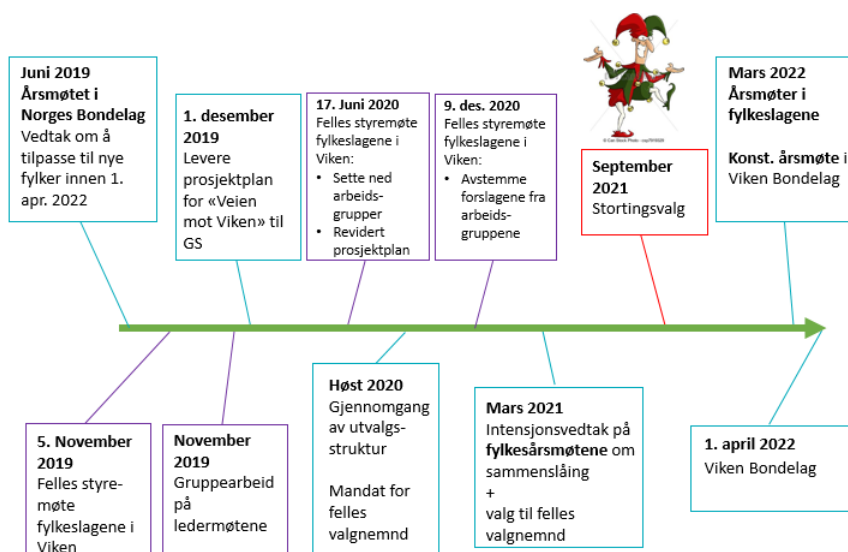 Juni 2019
Årsmøtet i
Norges Bondelag
Vedtak om å
tilpasse til nye
fylker innen 1.
apr. 2022
1. desember
2019
Levere
prosjektplan
for «Veien
mot Viken» til
GS
17. Juni 2020
Felles styremøte
fylkeslagene i
Viken:
• Sette ned
arbeids-
grupper
• Revidert
prosjektplan
9. des. 2020
Felles styremøte
fylkeslagene i
Viken:
• Avstemme
forslagene fra
arbeids-
gruppene
© Can Stock Photo
September
2021
Stortingsvalg
Mars 2022
Årsmøter i
fylkeslagene
Konst. årsmøte i
Viken Bondelag
5. November
2019
Felles styre-
møte
fylkeslagene i
Viken
November
2019
Gruppearbeid
på
ledermøtene
Høst 2020
Gjennomgang
av utvalgs-
struktur
Mandat for
felles
valgnemnd
Mars 2021
Intensjonsvedtak på
fylkesårsmøtene om
sammenslåing
+
valg til felles
valgnemnd
1. april 2022
Viken Bondelag